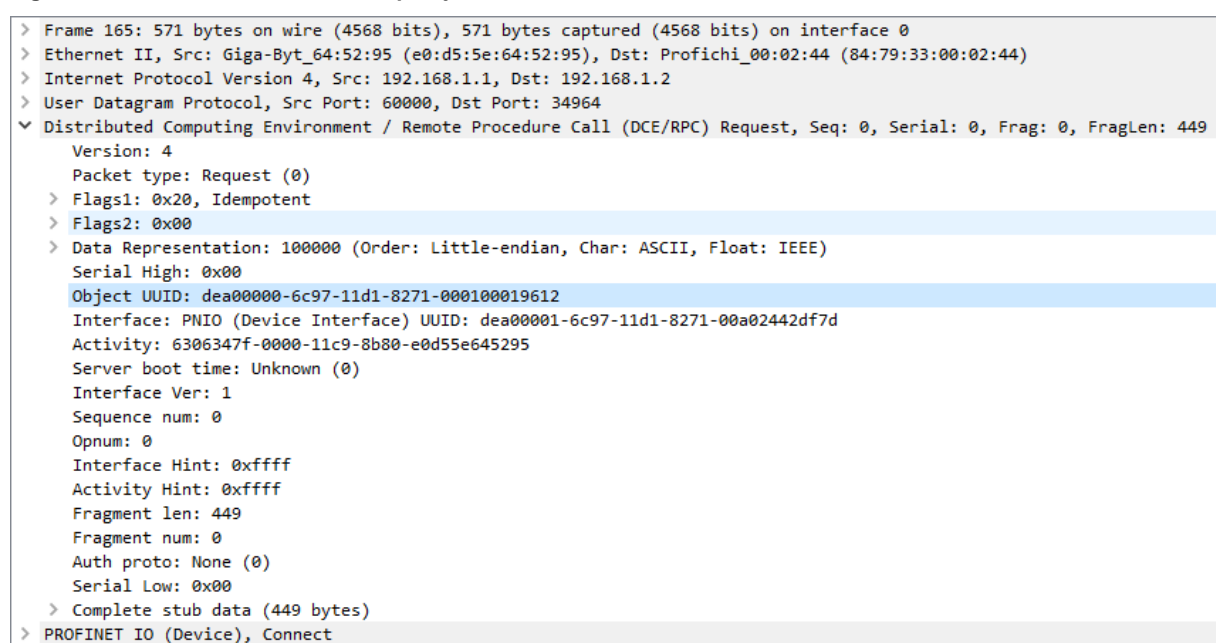 > Frame 165: 571 bytes on wire (4568 bits), 571 bytes captured (4568 bits) on interface 0
> Ethernet II, Src: Giga-Byt_64:52:95 (e0:d5:5e:64:52:95), Dst: Profichi_00:02:44 (84:79:33:00:02:44)
> Internet Protocol Version 4, Src: 192.168.1.1, Dst: 192.168.1.2
> User Datagram Protocol, Src Port: 60000, Dst Port: 34964
Distributed Computing Environment / Remote Procedure Call (DCE/RPC) Request, Seq: 0, Serial: 0, Frag: 0, FragLen: 449
Version: 4
Packet type: Request (0)
> Flags1: 0x20, Idempotent
> Flags2: 0x00
> Data Representation: 100000 (Order: Little-endian, Char: ASCII, Float: IEEE)
Serial High: 0x00
Object UUID: dea00000-6c97-11d1-8271-000100019612
Interface: PNIO (Device Interface) UUID: dea00001-6c97-11d1-8271-00a02442df7d
Activity: 6306347f-0000-11c9-8b80-e0d55e645295
Server boot time: Unknown (0)
Interface Ver: 1
Sequence num: 0
Opnum: 0
Interface Hint: 0xffff
Activity Hint: 0xffff
Fragment len: 449
Fragment num: 0
Auth proto: None (0)
Serial Low: 0x00
> Complete stub data (449 bytes)
> PROFINET IO (Device), Connect